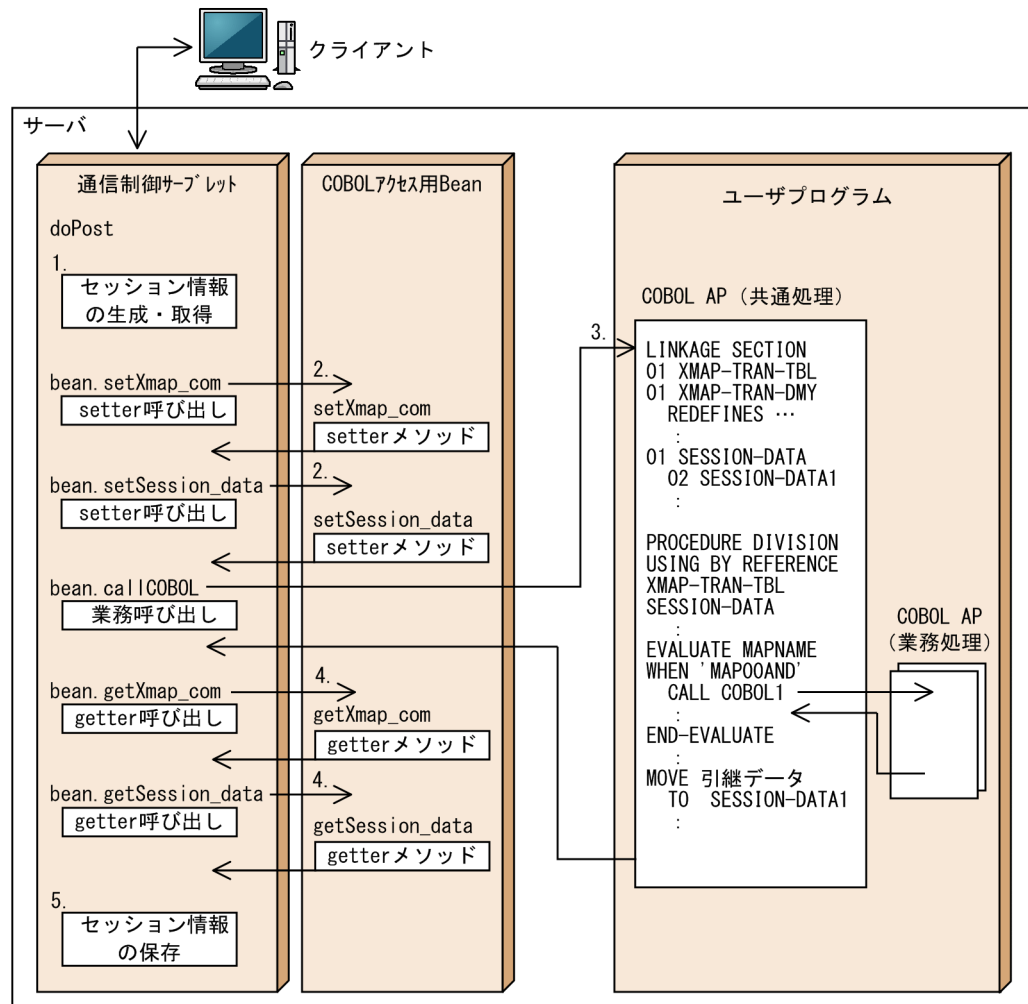 クライアント
サーバ
通信制御サーブレット
doPost
1.
セッション情報
の生成・取得
bean.setXmap_com
setter呼び出し
bean.setSession_data
setter呼び出し
bean.callCOBOL
業務呼び出し
bean.getXmap_com
getter呼び出し
bean.getSession_data
getter呼び出し
5.
セッション情報
の保存
COBOLアクセス用Bean
2.
setXmap_com
setterメソッド
2.
setSession_data
setterメソッド
4.
getXmap_com
getterメソッド
4.
getSession_data
getterメソッド
ユーザプログラム
COBOL AP（共通処理）
3.
LINKAGE SECTION
01 XMAP-TRAN-TBL
01 XMAP-TRAN-DMY
REDEFINES …
:
01 SESSION-DATA
02 SESSION-DATA1
:
PROCEDURE DIVISION
USING BY REFERENCE
XMAP-TRAN-TBL
SESSION-DATA
:
EVALUATE MAPNAME
WHEN 'MAP00AND'
CALL COBOL1
:
END-EVALUATE
:
MOVE 引継データ
TO SESSION-DATA1
:
COBOL AP
（業務処理）